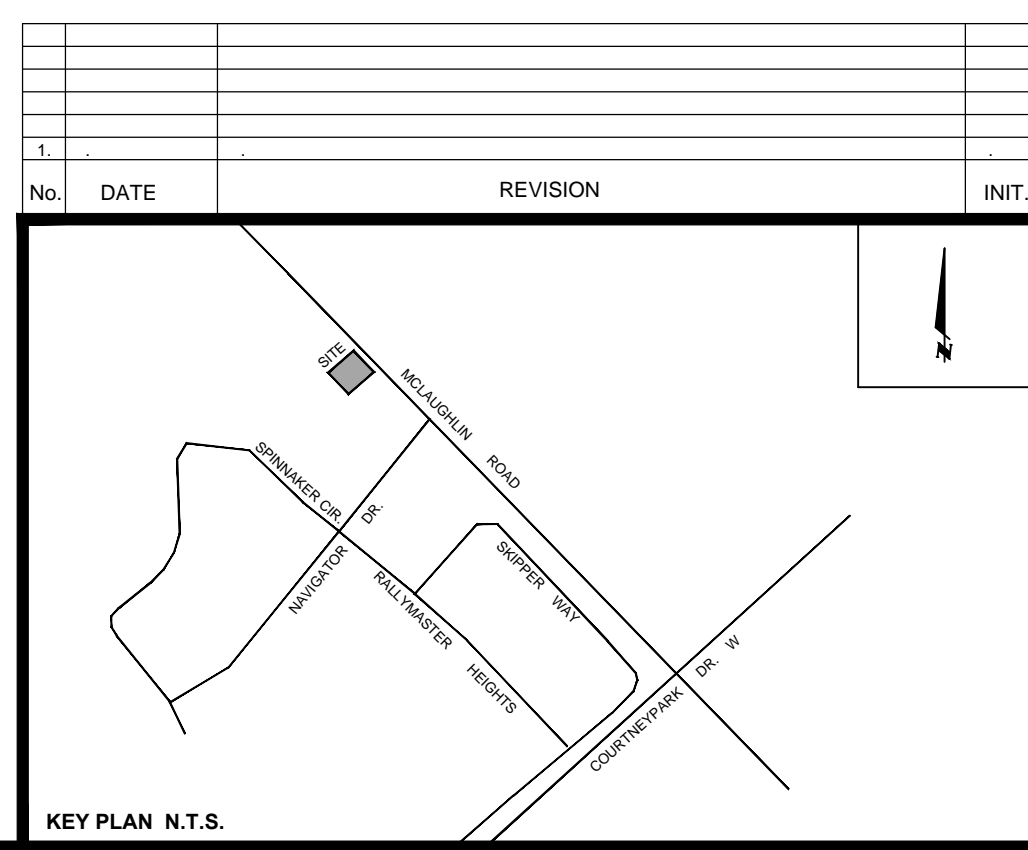 1. . . .
No. DATE REVISION INIT.
N
SITE
MCLAUGHLIN ROAD
SPINNAKER CIR.
NAVIGATOR DR.
RALLYMASTER HEIGHTS
SKIPPER WAY
COURTNEYPARK DR. W
KEY PLAN N.T.S.